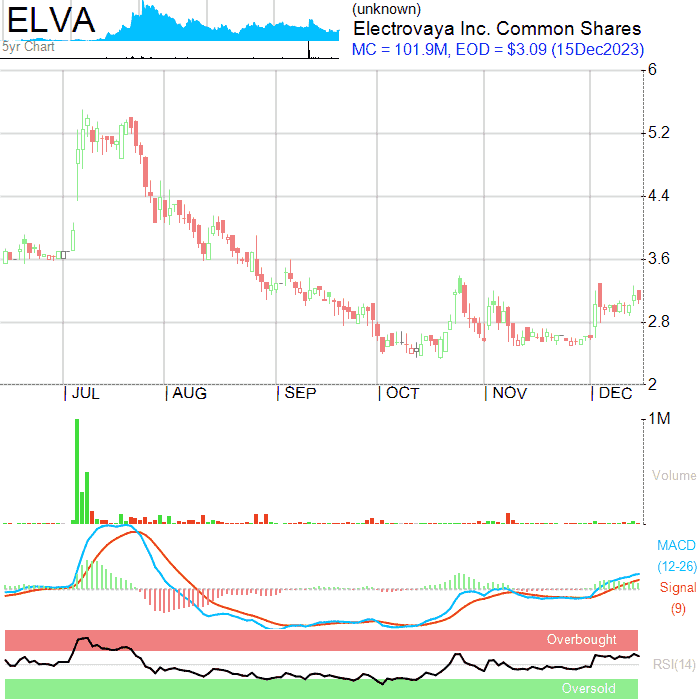 ELVA
5yr Chart
(unknown)
Electrovaya Inc. Common Shares
MC = 101.9M, EOD = $3.09 (15Dec2023)
6
5.2
4.4
3.6
2.8
2
JUL AUG SEP OCT NOV DEC
1M
Volume
MACD
(12-26)
Signal
(9)
Overbought
RSI(14)
Oversold